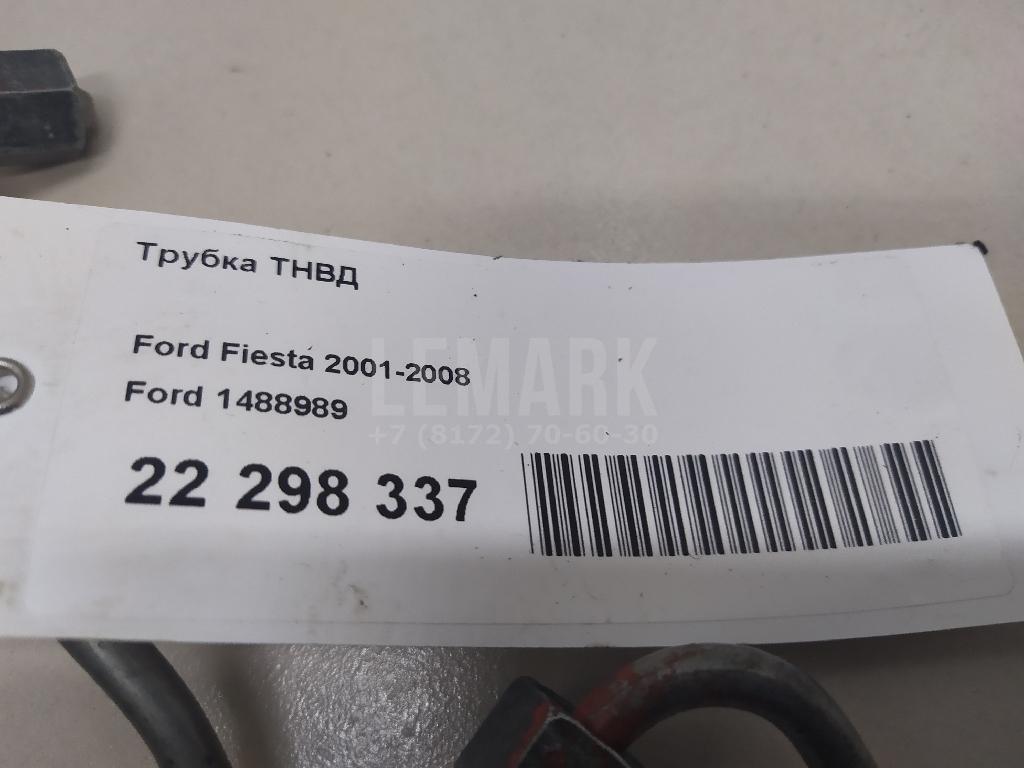 Трубка ТНВД
Ford Fiesta 2001-2008
Ford 1488989
LEMARK
+7 (8172) 70-60-30
22 298 337